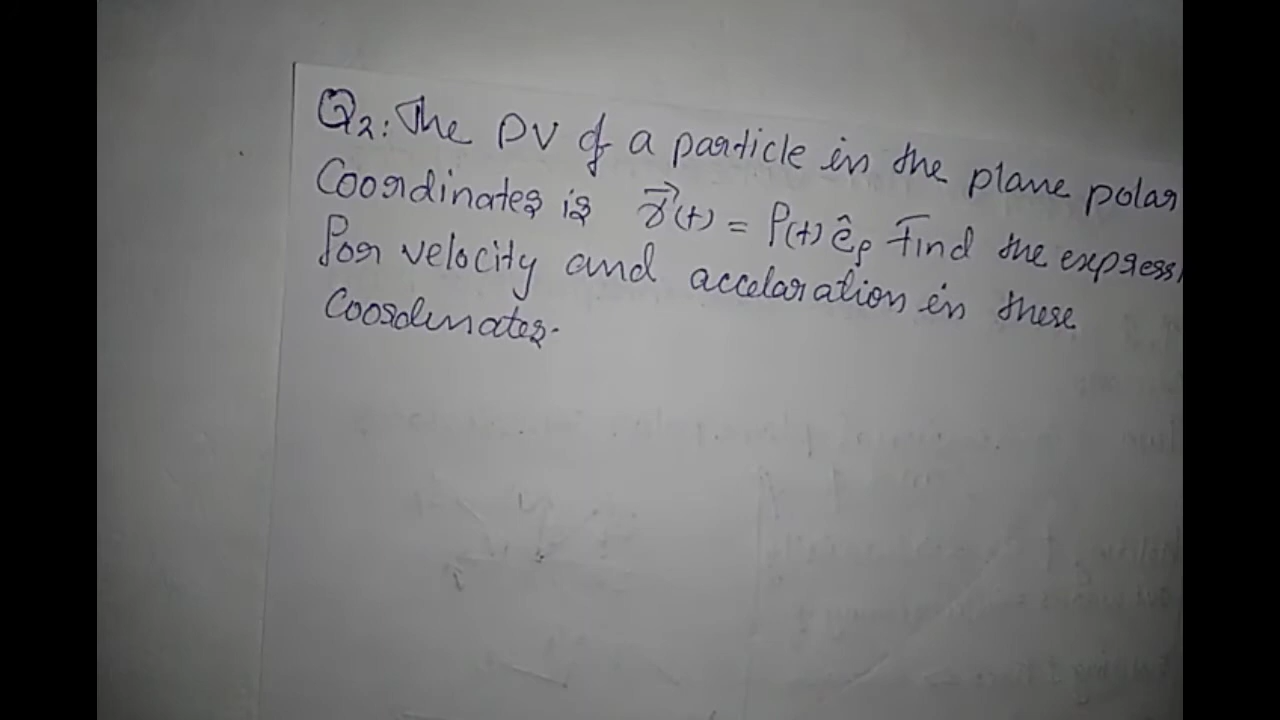 Q2: The PV of a particle in the plane polar
Coordinates is r⃗(t) = ρ(t) ê_ρ Find the express
for velocity and accelaration in these
Coordinates.